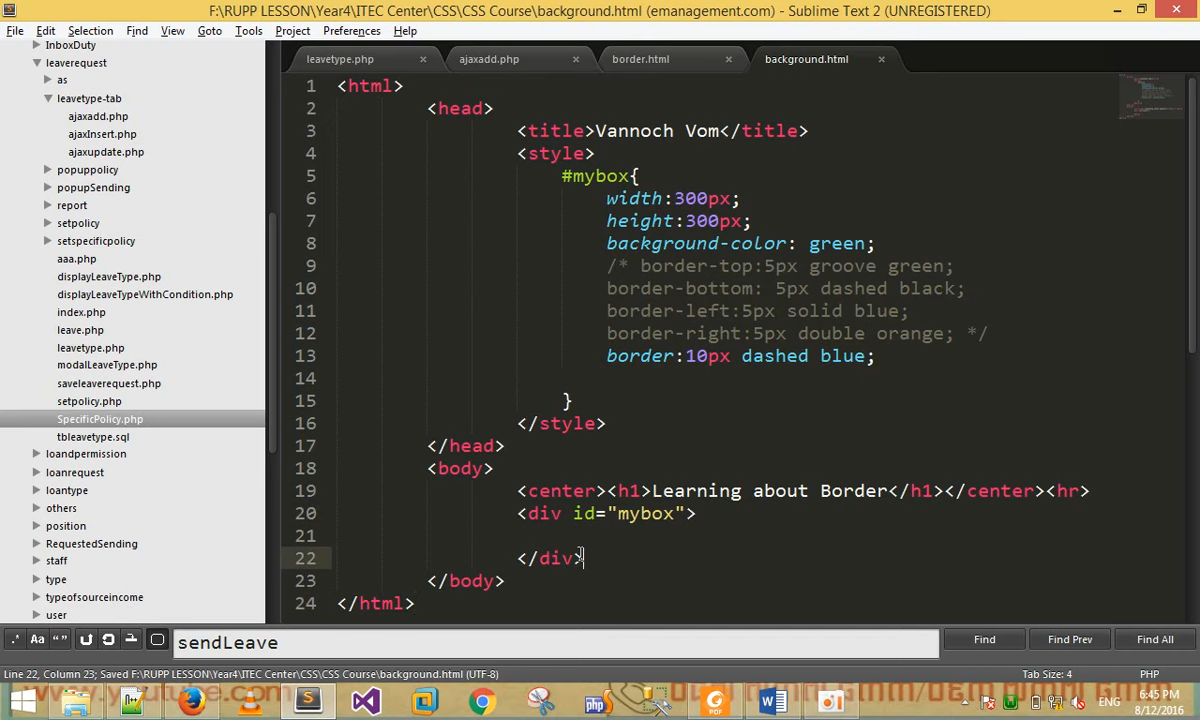 F:\RUPP LESSON\Year4\ITEC Center\CSS\CSS Course\background.html (emanagement.com) - Sublime Text 2 (UNREGISTERED)
File Edit Selection Find View Goto Tools Project Preferences Help
InboxDuty
leaverequest
as
leavetype-tab
ajaxadd.php
ajaxInsert.php
ajaxupdate.php
popuppolicy
popupSending
report
setpolicy
setspecificpolicy
aaa.php
displayLeaveType.php
displayLeaveTypeWithCondition.php
index.php
leave.php
leavetype.php
modalLeaveType.php
saveleaverequest.php
setpolicy.php
SpecificPolicy.php
tbleavetype.sql
loandpermission
loanrequest
loantype
others
position
RequestedSending
staff
type
typeofsourceincome
user
leavetype.php ajaxadd.php border.html background.html
1 <html>
2 <head>
3 <title>Vannoch Vom</title>
4 <style>
5 #mybox{
6 width:300px;
7 height:300px;
8 background-color: green;
9 /* border-top:5px groove green;
10 border-bottom: 5px dashed black;
11 border-left:5px solid blue;
12 border-right:5px double orange; */
13 border:10px dashed blue;
14
15 }
16 </style>
17 </head>
18 <body>
19 <center><h1>Learning about Border</h1></center><hr>
20 <div id="mybox">
21
22 </div>
23 </body>
24 </html>
sendLeave
Find Find Prev Find All
Line 22, Column 23; Saved F:\RUPP LESSON\Year4\ITEC Center\CSS\CSS Course\background.html (UTF-8)
Tab Size: 4 PHP
ENG
6:45 PM
8/12/2016